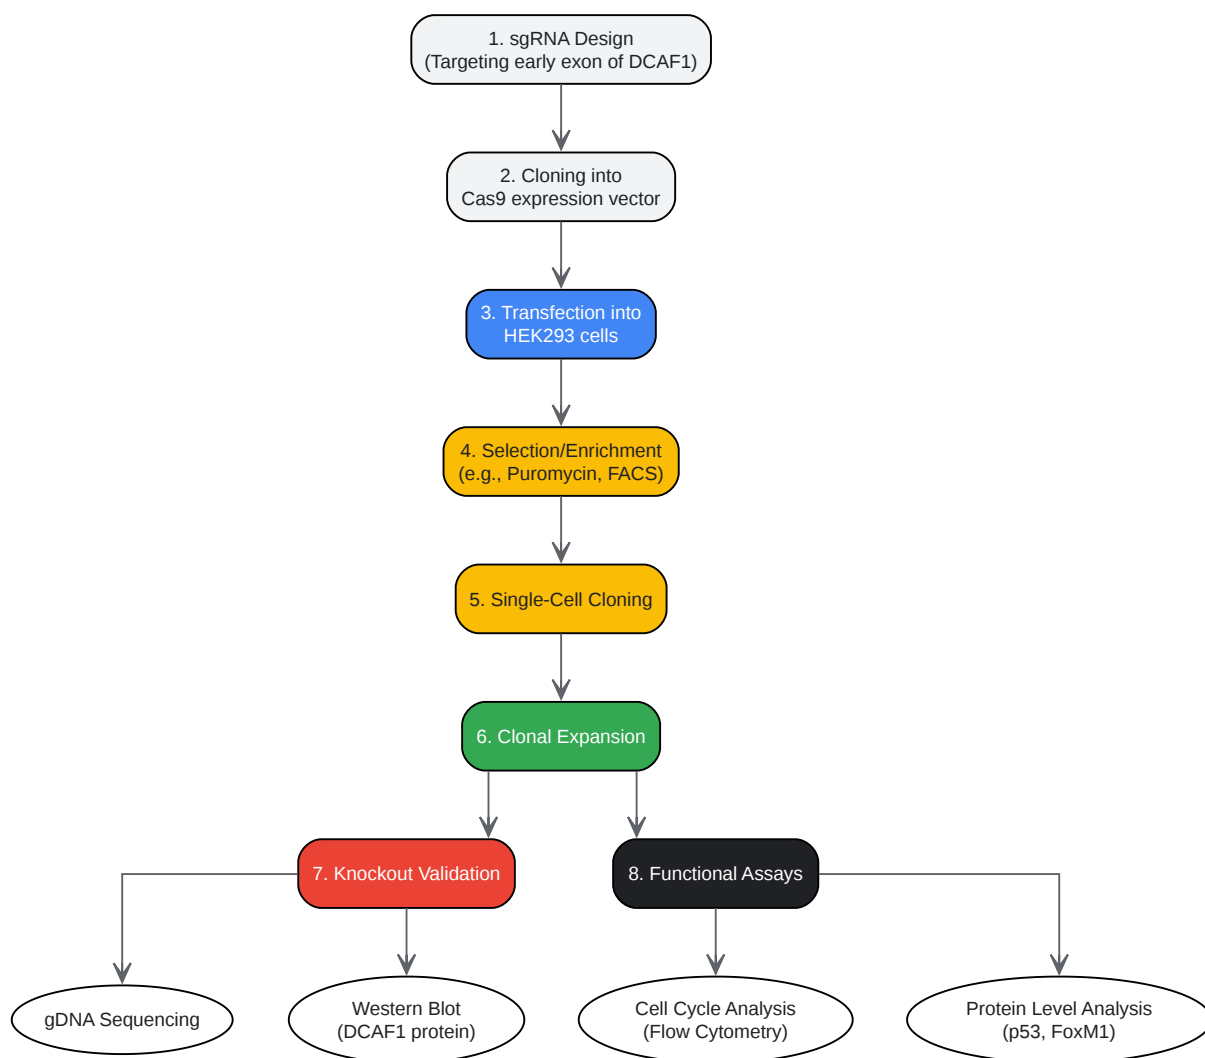 1. sgRNA Design
(Targeting early exon of DCAF1)
2. Cloning into
Cas9 expression vector
3. Transfection into
HEK293 cells
4. Selection/Enrichment
(e.g., Puromycin, FACS)
5. Single-Cell Cloning
6. Clonal Expansion
7. Knockout Validation
8. Functional Assays
gDNA Sequencing
Western Blot
(DCAF1 protein)
Cell Cycle Analysis
(Flow Cytometry)
Protein Level Analysis
(p53, FoxM1)